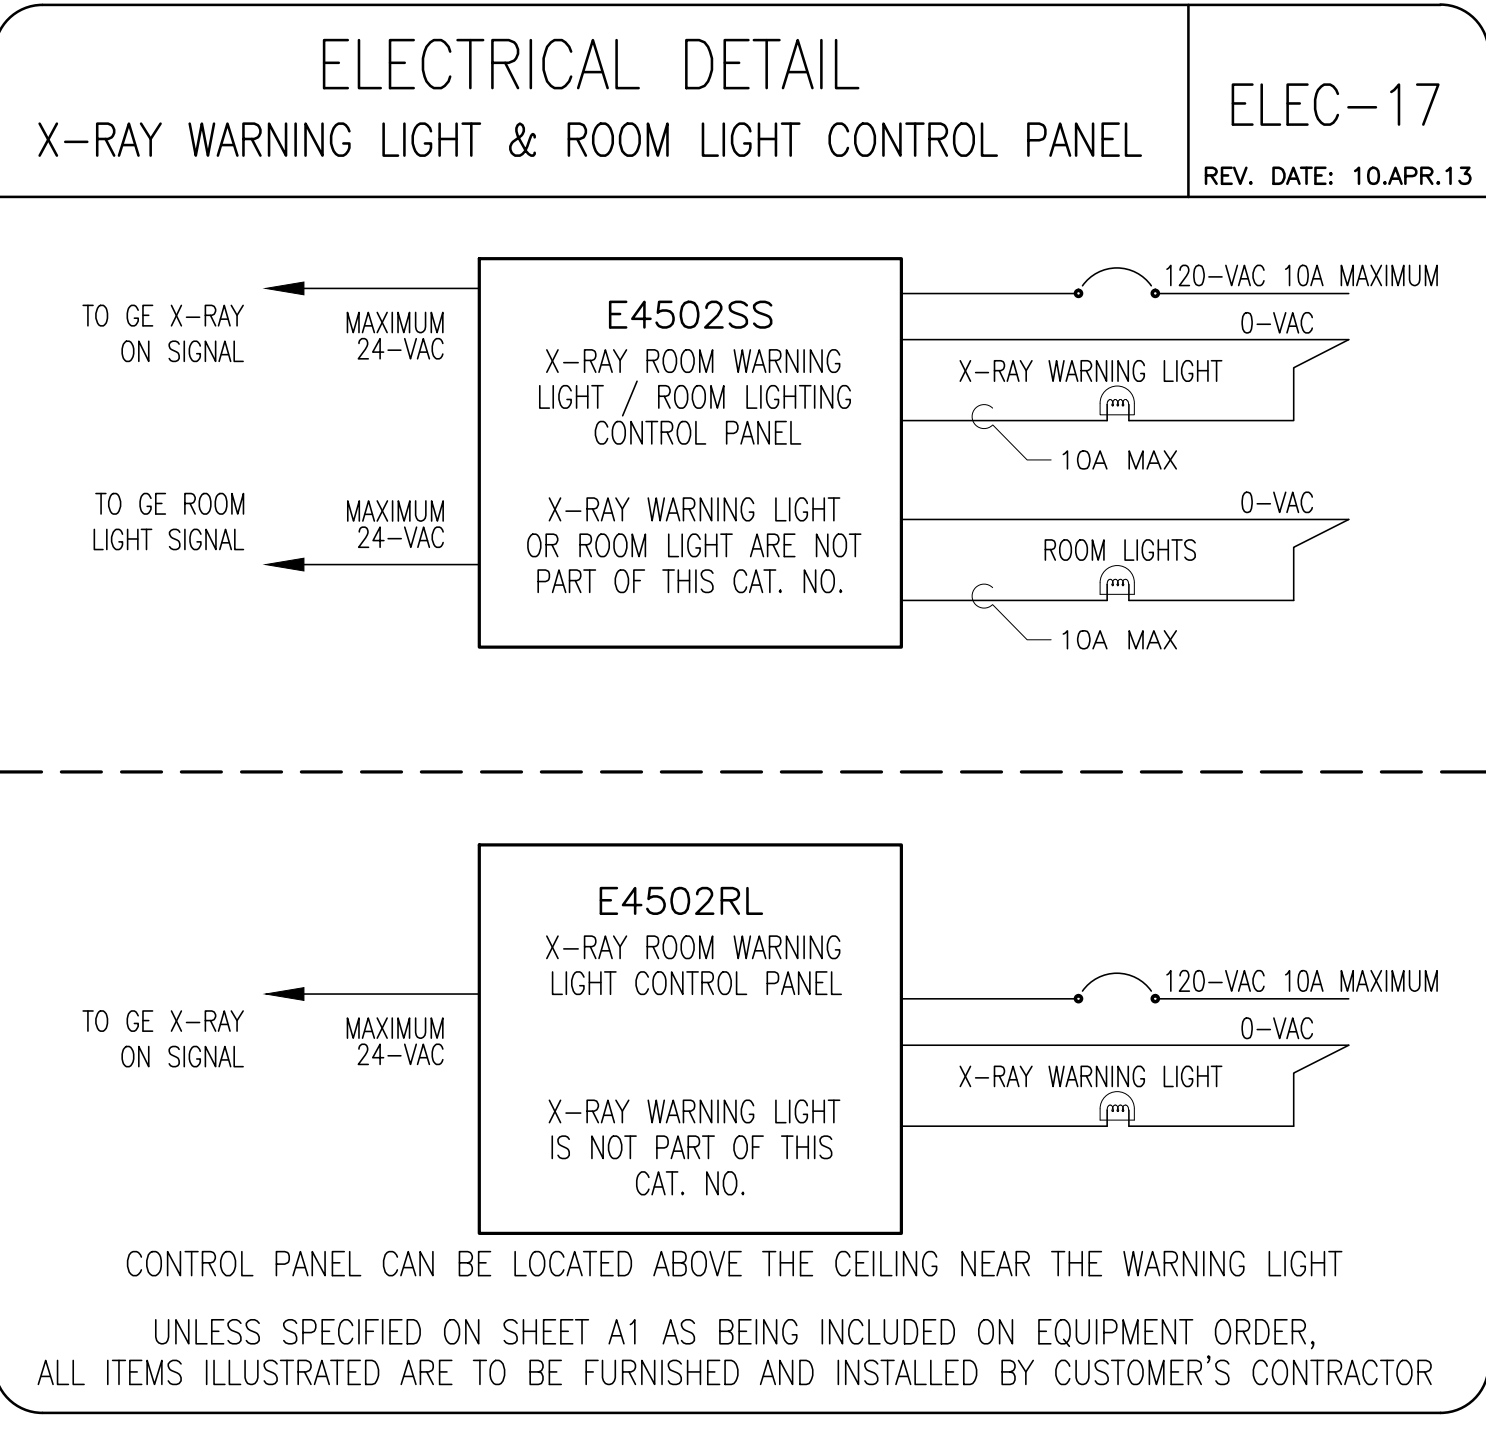 ELECTRICAL DETAIL
X-RAY WARNING LIGHT & ROOM LIGHT CONTROL PANEL
ELEC-17
REV. DATE: 10.APR.13
TO GE X-RAY
ON SIGNAL
MAXIMUM
24-VAC
TO GE ROOM
LIGHT SIGNAL
MAXIMUM
24-VAC
E4502SS
X-RAY ROOM WARNING
LIGHT / ROOM LIGHTING
CONTROL PANEL
X-RAY WARNING LIGHT
OR ROOM LIGHT ARE NOT
PART OF THIS CAT. NO.
120-VAC 10A MAXIMUM
0-VAC
X-RAY WARNING LIGHT
10A MAX
0-VAC
ROOM LIGHTS
10A MAX
TO GE X-RAY
ON SIGNAL
MAXIMUM
24-VAC
E4502RL
X-RAY ROOM WARNING
LIGHT CONTROL PANEL
X-RAY WARNING LIGHT
IS NOT PART OF THIS
CAT. NO.
120-VAC 10A MAXIMUM
0-VAC
X-RAY WARNING LIGHT
CONTROL PANEL CAN BE LOCATED ABOVE THE CEILING NEAR THE WARNING LIGHT
UNLESS SPECIFIED ON SHEET A1 AS BEING INCLUDED ON EQUIPMENT ORDER,
ALL ITEMS ILLUSTRATED ARE TO BE FURNISHED AND INSTALLED BY CUSTOMER'S CONTRACTOR